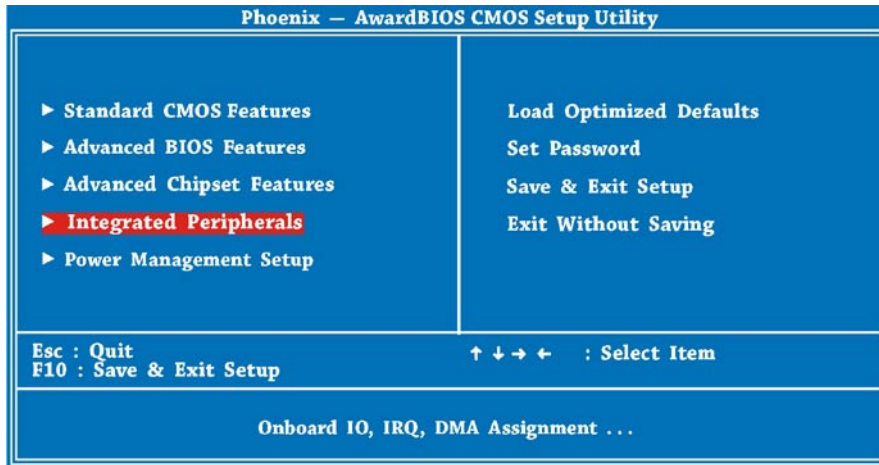 Phoenix — AwardBIOS CMOS Setup Utility
► Standard CMOS Features
► Advanced BIOS Features
► Advanced Chipset Features
► Integrated Peripherals
► Power Management Setup
Load Optimized Defaults
Set Password
Save & Exit Setup
Exit Without Saving
Esc : Quit
F10 : Save & Exit Setup
↑ ↓ → ← : Select Item
Onboard IO, IRQ, DMA Assignment ...